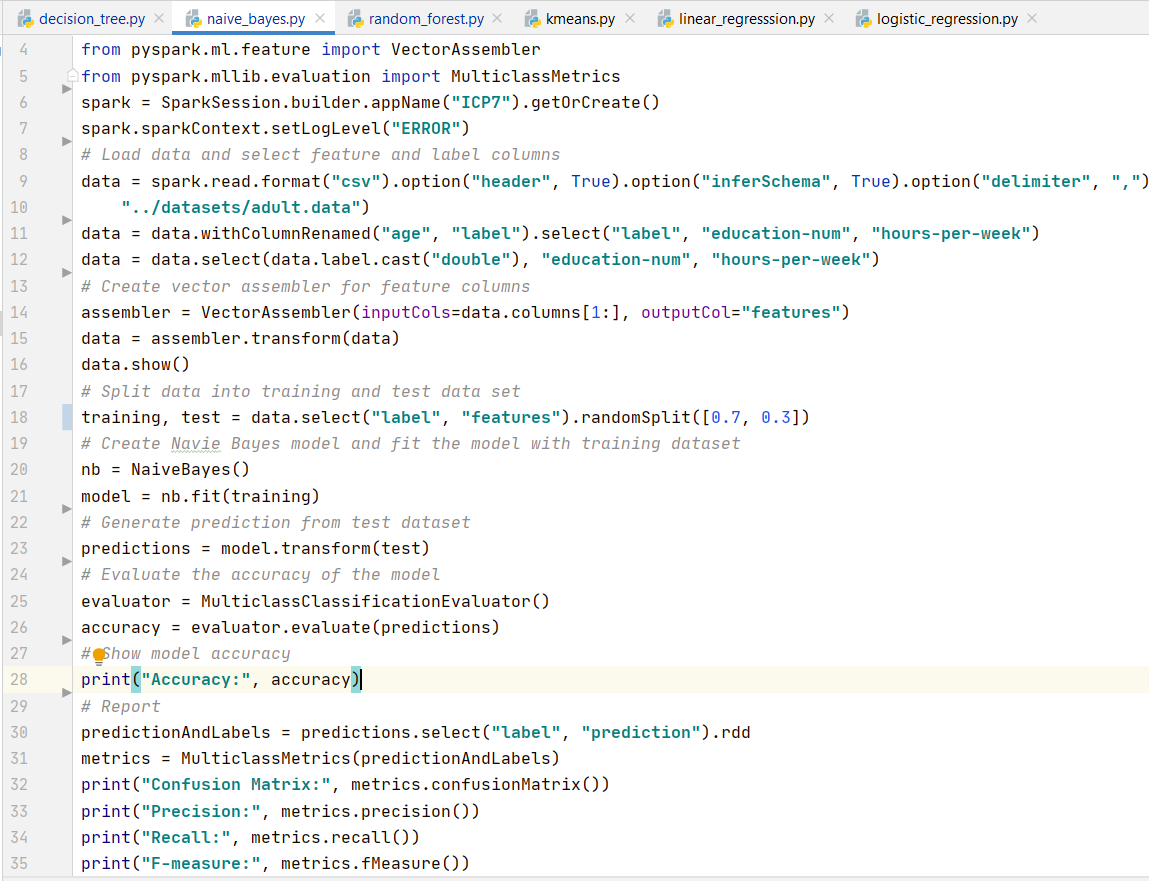 decision_tree.py naive_bayes.py random_forest.py kmeans.py linear_regresssion.py logistic_regression.py
4 from pyspark.ml.feature import VectorAssembler
5 from pyspark.mllib.evaluation import MulticlassMetrics
6 spark = SparkSession.builder.appName("ICP7").getOrCreate()
7 spark.sparkContext.setLogLevel("ERROR")
8 # Load data and select feature and label columns
9 data = spark.read.format("csv").option("header", True).option("inferSchema", True).option("delimiter", ",")
10 "../datasets/adult.data")
11 data = data.withColumnRenamed("age", "label").select("label", "education-num", "hours-per-week")
12 data = data.select(data.label.cast("double"), "education-num", "hours-per-week")
13 # Create vector assembler for feature columns
14 assembler = VectorAssembler(inputCols=data.columns[1:], outputCol="features")
15 data = assembler.transform(data)
16 data.show()
17 # Split data into training and test data set
18 training, test = data.select("label", "features").randomSplit([0.7, 0.3])
19 # Create Navie Bayes model and fit the model with training dataset
20 nb = NaiveBayes()
21 model = nb.fit(training)
22 # Generate prediction from test dataset
23 predictions = model.transform(test)
24 # Evaluate the accuracy of the model
25 evaluator = MulticlassClassificationEvaluator()
26 accuracy = evaluator.evaluate(predictions)
27 # Show model accuracy
28 print("Accuracy:", accuracy)
29 # Report
30 predictionAndLabels = predictions.select("label", "prediction").rdd
31 metrics = MulticlassMetrics(predictionAndLabels)
32 print("Confusion Matrix:", metrics.confusionMatrix())
33 print("Precision:", metrics.precision())
34 print("Recall:", metrics.recall())
35 print("F-measure:", metrics.fMeasure())